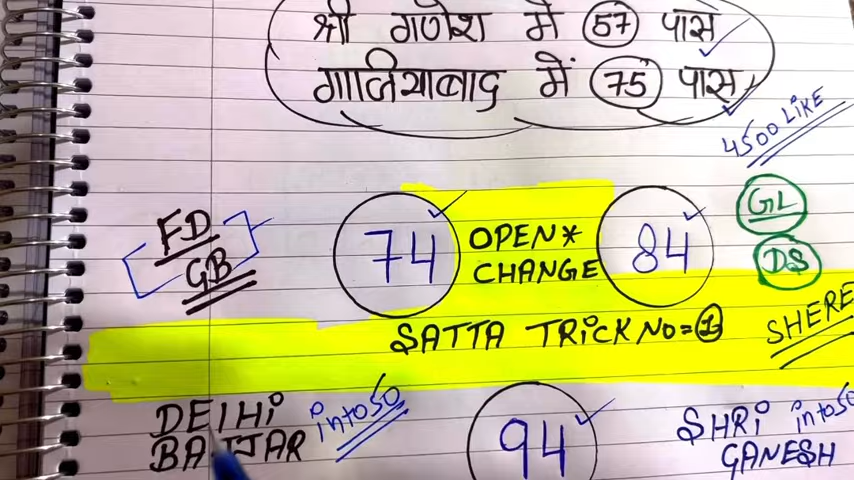 श्री गणेश में 57 पास
गाजियाबाद में 75 पास
4500 LIKE
FD
GB
74
OPEN*
CHANGE
84
GL
DS
SATTA TRICK NO=1
SHERE
DELHI
BAJJAR
into50
94
SHRI into50
GANESH